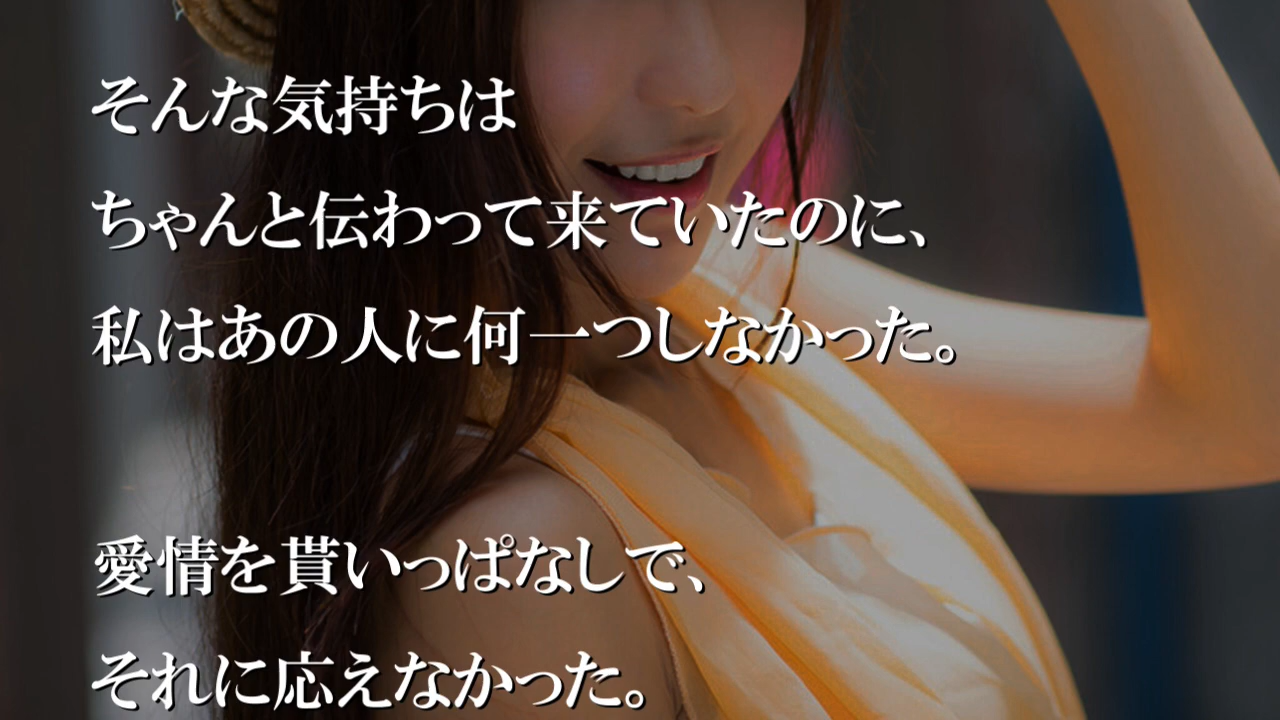 そんな気持ちは
ちゃんと伝わって来ていたのに、
私はあの人に何一つしなかった。
愛情を貰いっぱなしで、
それに応えなかった。